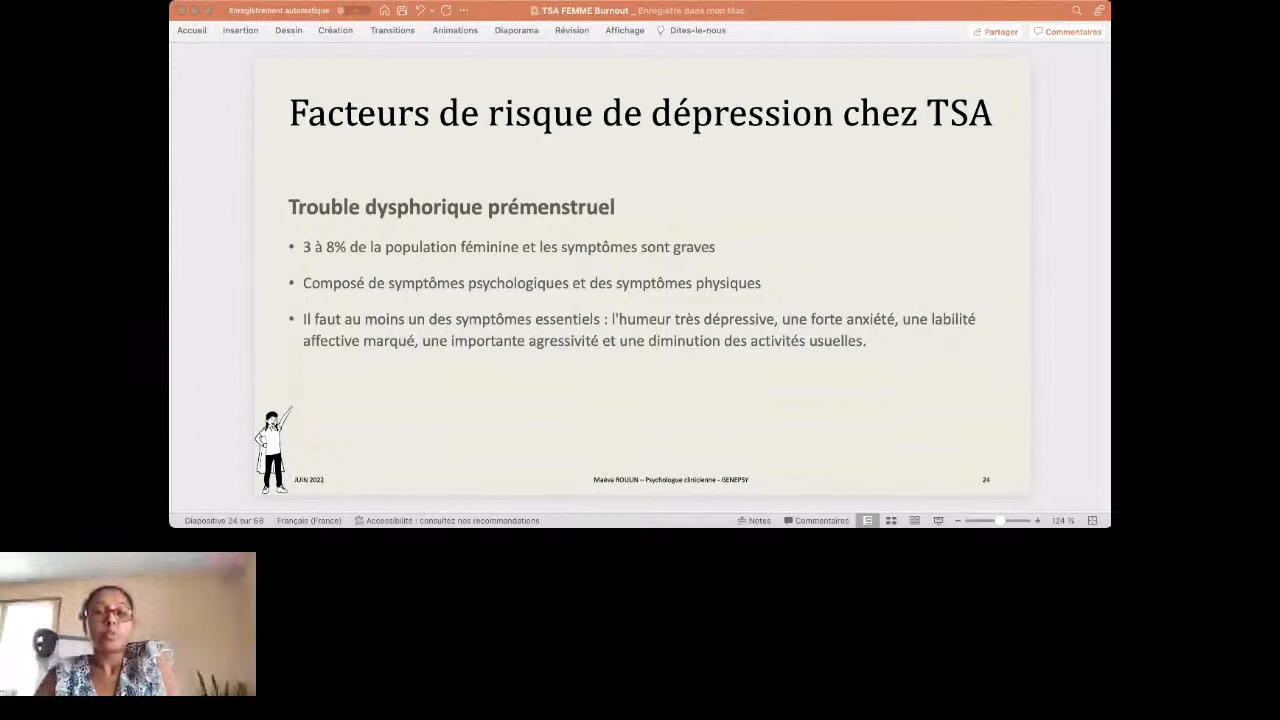 Enregistrement automatique
TSA FEMME Burnout _ Enregistré dans mon Mac
Accueil Insertion Dessin Création Transitions Animations Diaporama Révision Affichage Dites-le-nous Partager Commentaires
Facteurs de risque de dépression chez TSA
Trouble dysphorique prémenstruel
• 3 à 8% de la population féminine et les symptômes sont graves
• Composé de symptômes psychologiques et des symptômes physiques
• Il faut au moins un des symptômes essentiels : l'humeur très dépressive, une forte anxiété, une labilité
affective marqué, une importante agressivité et une diminution des activités usuelles.
JUIN 2022 Maëva ROULIN – Psychologue clinicienne - GENEPSY 24
Diapositive 24 sur 68 Français (France) Accessibilité : consultez nos recommandations Notes Commentaires 124 %